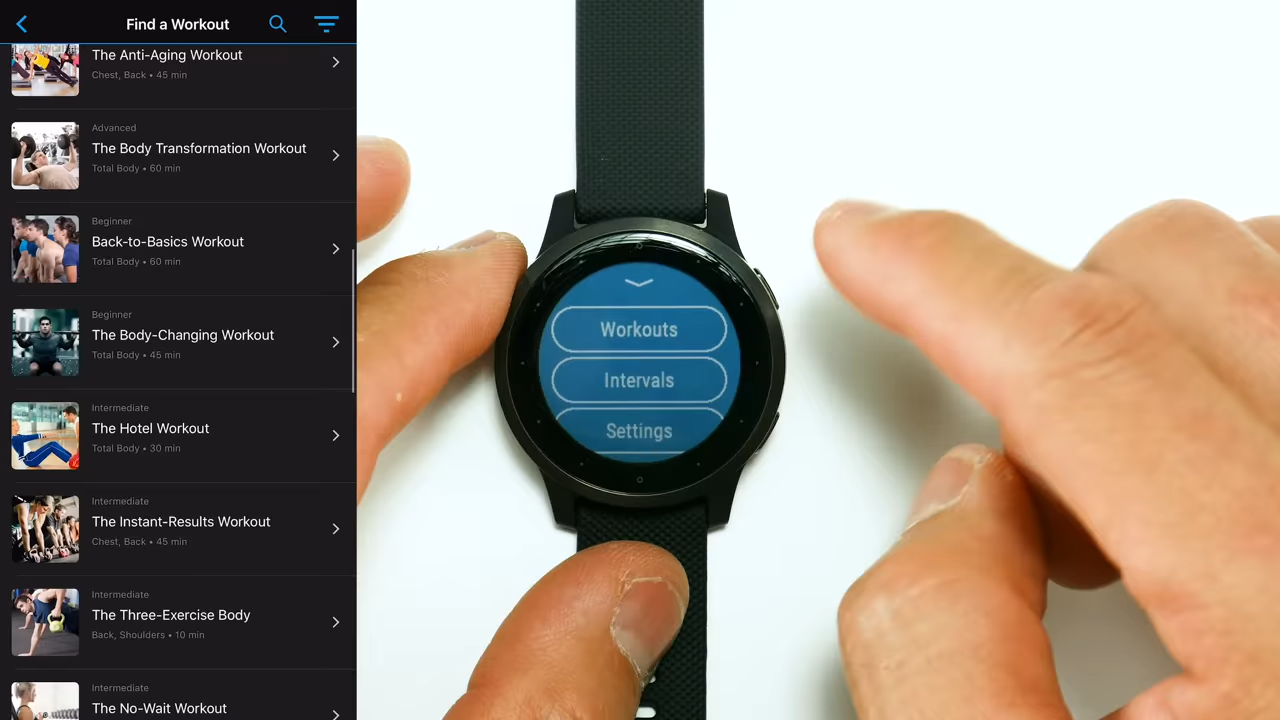 Find a Workout
The Anti-Aging Workout
Chest, Back • 45 min
Advanced
The Body Transformation Workout
Total Body • 60 min
Beginner
Back-to-Basics Workout
Total Body • 60 min
Beginner
The Body-Changing Workout
Total Body • 45 min
Intermediate
The Hotel Workout
Total Body • 30 min
Intermediate
The Instant-Results Workout
Chest, Back • 45 min
Intermediate
The Three-Exercise Body
Back, Shoulders • 10 min
Intermediate
The No-Wait Workout
Workouts
Intervals
Settings